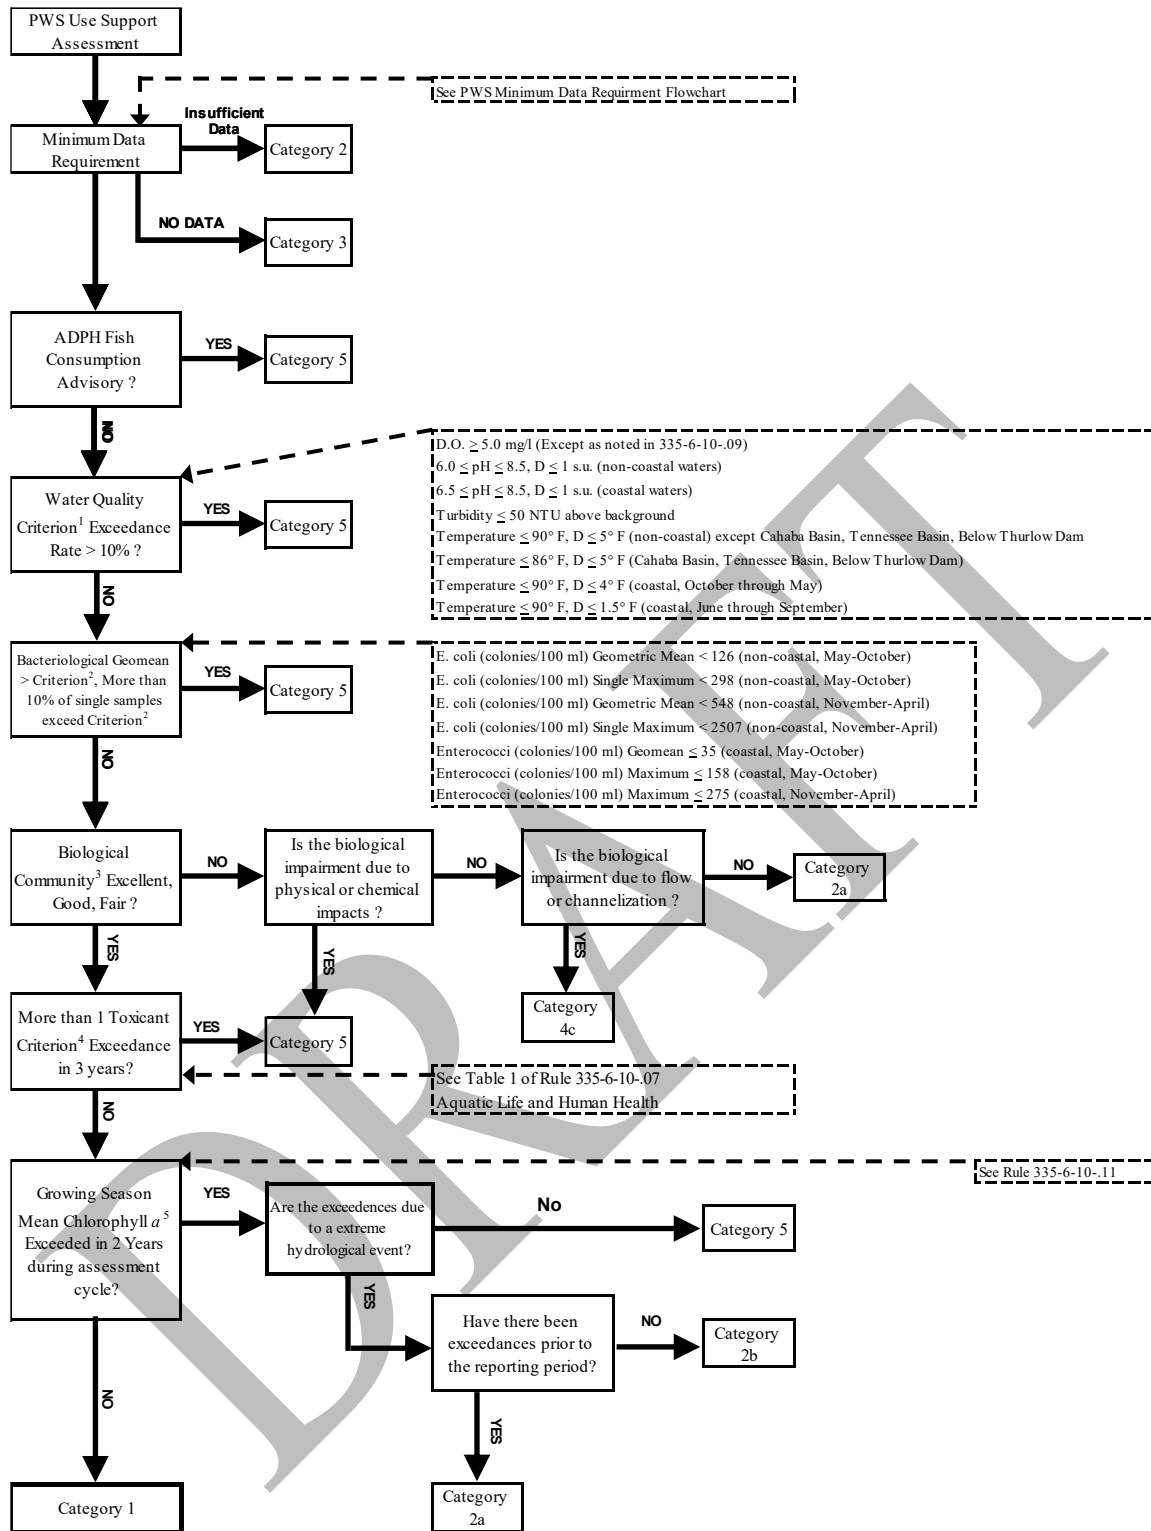 PWS Use Support
Assessment
See PWS Minimum Data Requirment Flowchart
Insufficient
Data
Minimum Data
Requirement
Category 2
NO DATA
Category 3
ADPH Fish
Consumption
Advisory ?
YES
Category 5
NO
D.O. ≥ 5.0 mg/l (Except as noted in 335-6-10-.09)
6.0 ≤ pH ≤ 8.5, D ≤ 1 s.u. (non-coastal waters)
6.5 ≤ pH ≤ 8.5, D ≤ 1 s.u. (coastal waters)
Turbidity ≤ 50 NTU above background
Temperature ≤ 90° F, D ≤ 5° F (non-coastal) except Cahaba Basin, Tennessee Basin, Below Thurlow Dam
Temperature ≤ 86° F, D ≤ 5° F (Cahaba Basin, Tennessee Basin, Below Thurlow Dam)
Temperature ≤ 90° F, D ≤ 4° F (coastal, October through May)
Temperature ≤ 90° F, D ≤ 1.5° F (coastal, June through September)
Water Quality
Criterion1 Exceedance
Rate > 10% ?
YES
Category 5
NO
Bacteriological Geomean
> Criterion2, More than
10% of single samples
exceed Criterion2
YES
Category 5
E. coli (colonies/100 ml) Geometric Mean < 126 (non-coastal, May-October)
E. coli (colonies/100 ml) Single Maximum < 298 (non-coastal, May-October)
E. coli (colonies/100 ml) Geometric Mean < 548 (non-coastal, November-April)
E. coli (colonies/100 ml) Single Maximum < 2507 (non-coastal, November-April)
Enterococci (colonies/100 ml) Geomean ≤ 35 (coastal, May-October)
Enterococci (colonies/100 ml) Maximum ≤ 158 (coastal, May-October)
Enterococci (colonies/100 ml) Maximum ≤ 275 (coastal, November-April)
NO
Biological
Community3 Excellent,
Good, Fair ?
NO
Is the biological
impairment due to
physical or chemical
impacts ?
NO
Is the biological
impairment due to flow
or channelization ?
NO
Category
2a
YES
YES
YES
Category
4c
More than 1 Toxicant
Criterion4 Exceedance
in 3 years?
YES
Category 5
See Table 1 of Rule 335-6-10-.07
Aquatic Life and Human Health
NO
See Rule 335-6-10-.11
Growing Season
Mean Chlorophyll a5
Exceeded in 2 Years
during assessment
cycle?
YES
Are the exceedences due
to a extreme
hydrological event?
No
Category 5
YES
Have there been
exceedances prior to
the reporting period?
NO
Category
2b
NO
YES
Category 1
Category
2a
DRAFT